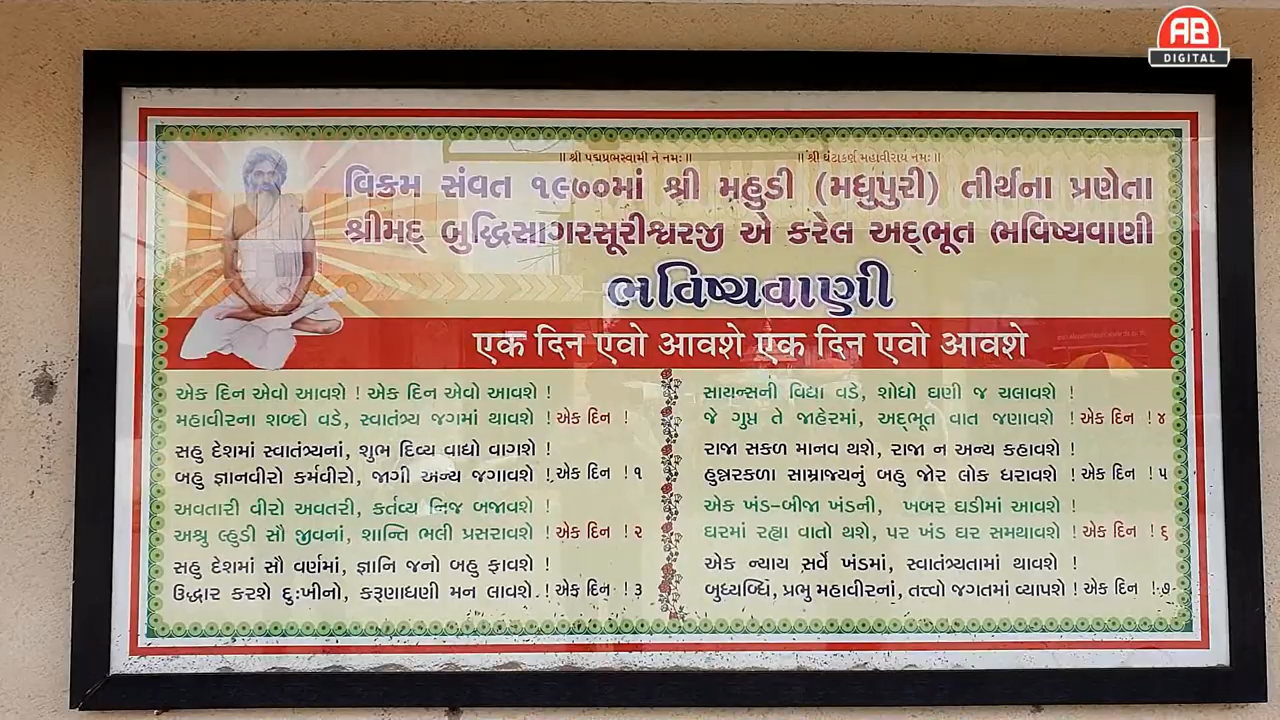 AB
DIGITAL
॥ શ્રી પદ્મપ્રભસ્વામી ને નમઃ ॥ ॥ શ્રી ઘંટાકર્ણ મહાવીરાય નમઃ ॥
વિક્રમ સંવત ૧૯૭૦માં શ્રી મહુડી (મધુપુરી) તીર્થના પ્રણેતા
શ્રીમદ્ બુદ્ધિસાગરસૂરીશ્વરજી એ કરેલ અદ્ભૂત ભવિષ્યવાણી
ભવિષ્યવાણી
एक दिन एवो आवशे एक दिन एवो आवशे
એક દિન એવો આવશે ! એક દિન એવો આવશે !
મહાવીરના શબ્દો વડે, સ્વાતંત્ર્ય જગમાં થાવશે ! એક દિન !
સહુ દેશમાં સ્વાતંત્ર્યનાં, શુભ દિવ્ય વાદ્યો વાગશે !
બહુ જ્ઞાનવીરો કર્મવીરો, જાગી અન્ય જગાવશે ! એક દિન ! ૧
અવતારી વીરો અવતરી, કર્તવ્ય નિજ બજાવશે !
અશ્રુ લ્હુડી સૌ જીવનાં, શાન્તિ ભલી પ્રસરાવશે ! એક દિન ! ૨
સહુ દેશમાં સૌ વર્ણમાં, જ્ઞાનિ જનો બહુ ફાવશે !
ઉદ્ધાર કરશે દુઃખીનો, કરૂણાધણી મન લાવશે. ! એક દિન ! ૩
સાયન્સની વિદ્યા વડે, શોધો ઘણી જ ચલાવશે !
જે ગુપ્ત તે જાહેરમાં, અદ્ભૂત વાત જણાવશે ! એક દિન ! ૪
રાજા સકળ માનવ થશે, રાજા ન અન્ય કહાવશે !
હુન્નરકળા સામ્રાજ્યનું બહુ જોર લોક ધરાવશે ! એક દિન ! ૫
એક ખંડ-બીજા ખંડની, ખબર ઘડીમાં આવશે !
ઘરમાં રહ્યા વાતો થશે, પર ખંડ ઘર સમથાવશે ! એક દિન ! ૬
એક ન્યાય સર્વે ખંડમાં, સ્વાતંત્ર્યતામાં થાવશે !
બુધ્યબ્ધિ, પ્રભુ મહાવીરનાં, તત્ત્વો જગતમાં વ્યાપશે ! એક દિન ! ૭